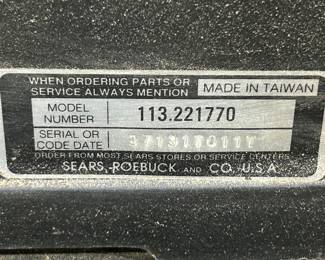 WHEN ORDERING PARTS OR
SERVICE ALWAYS MENTION
MADE IN TAIWAN
MODEL
NUMBER
113.221770
SERIAL OR
CODE DATE
ORDER FROM MOST SEARS STORES OR SERVICE CENTERS
SEARS, ROEBUCK AND CO., U.S.A.